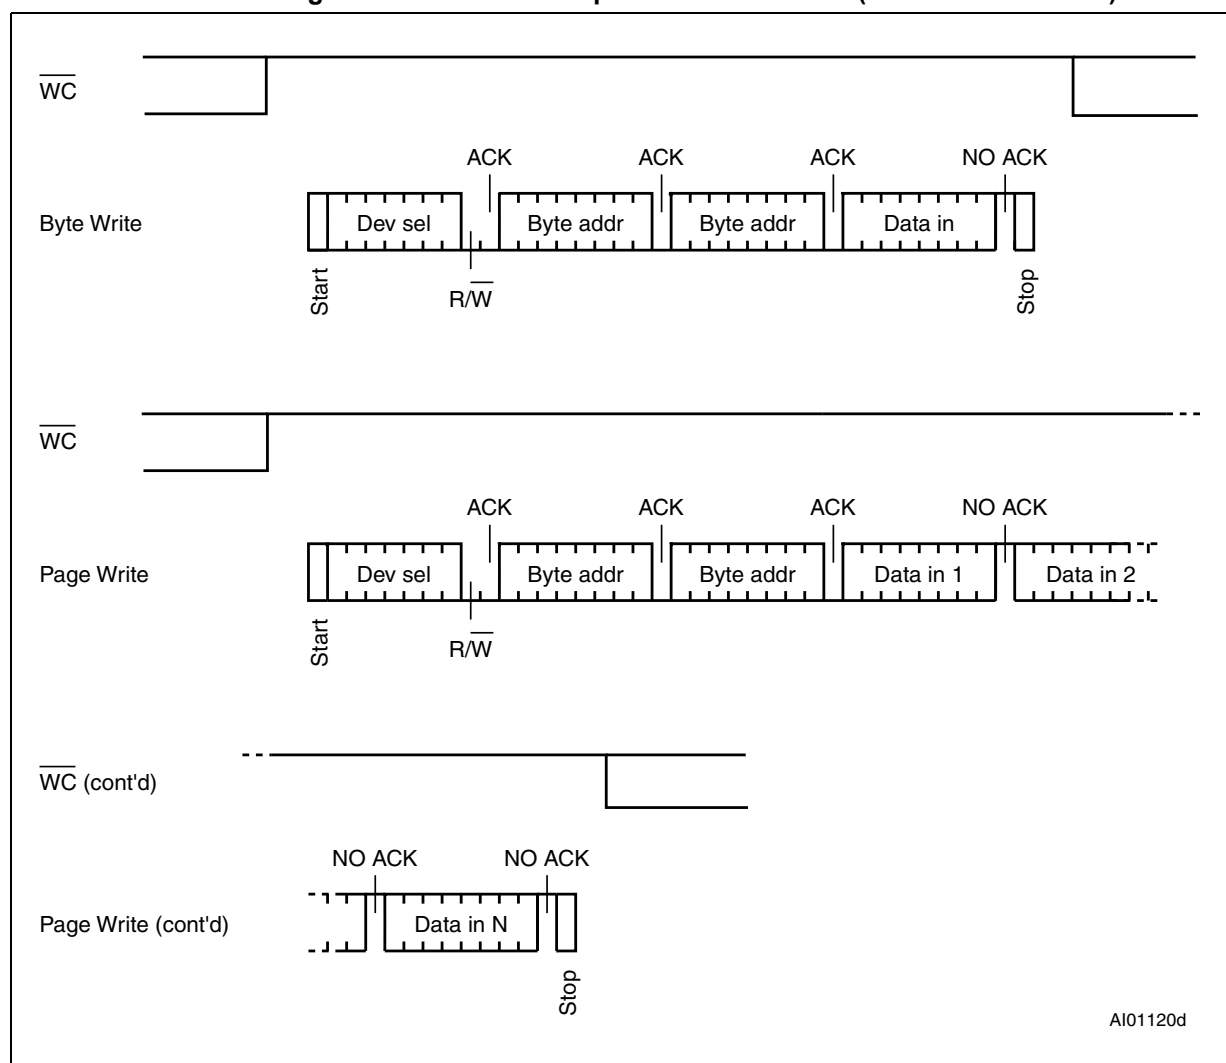 WC
ACK ACK ACK NO ACK
Byte Write Dev sel Byte addr Byte addr Data in
Start R/W Stop
WC
ACK ACK ACK NO ACK
Page Write Dev sel Byte addr Byte addr Data in 1 Data in 2
Start R/W
WC (cont'd)
NO ACK NO ACK
Page Write (cont'd) Data in N
Stop
AI01120d